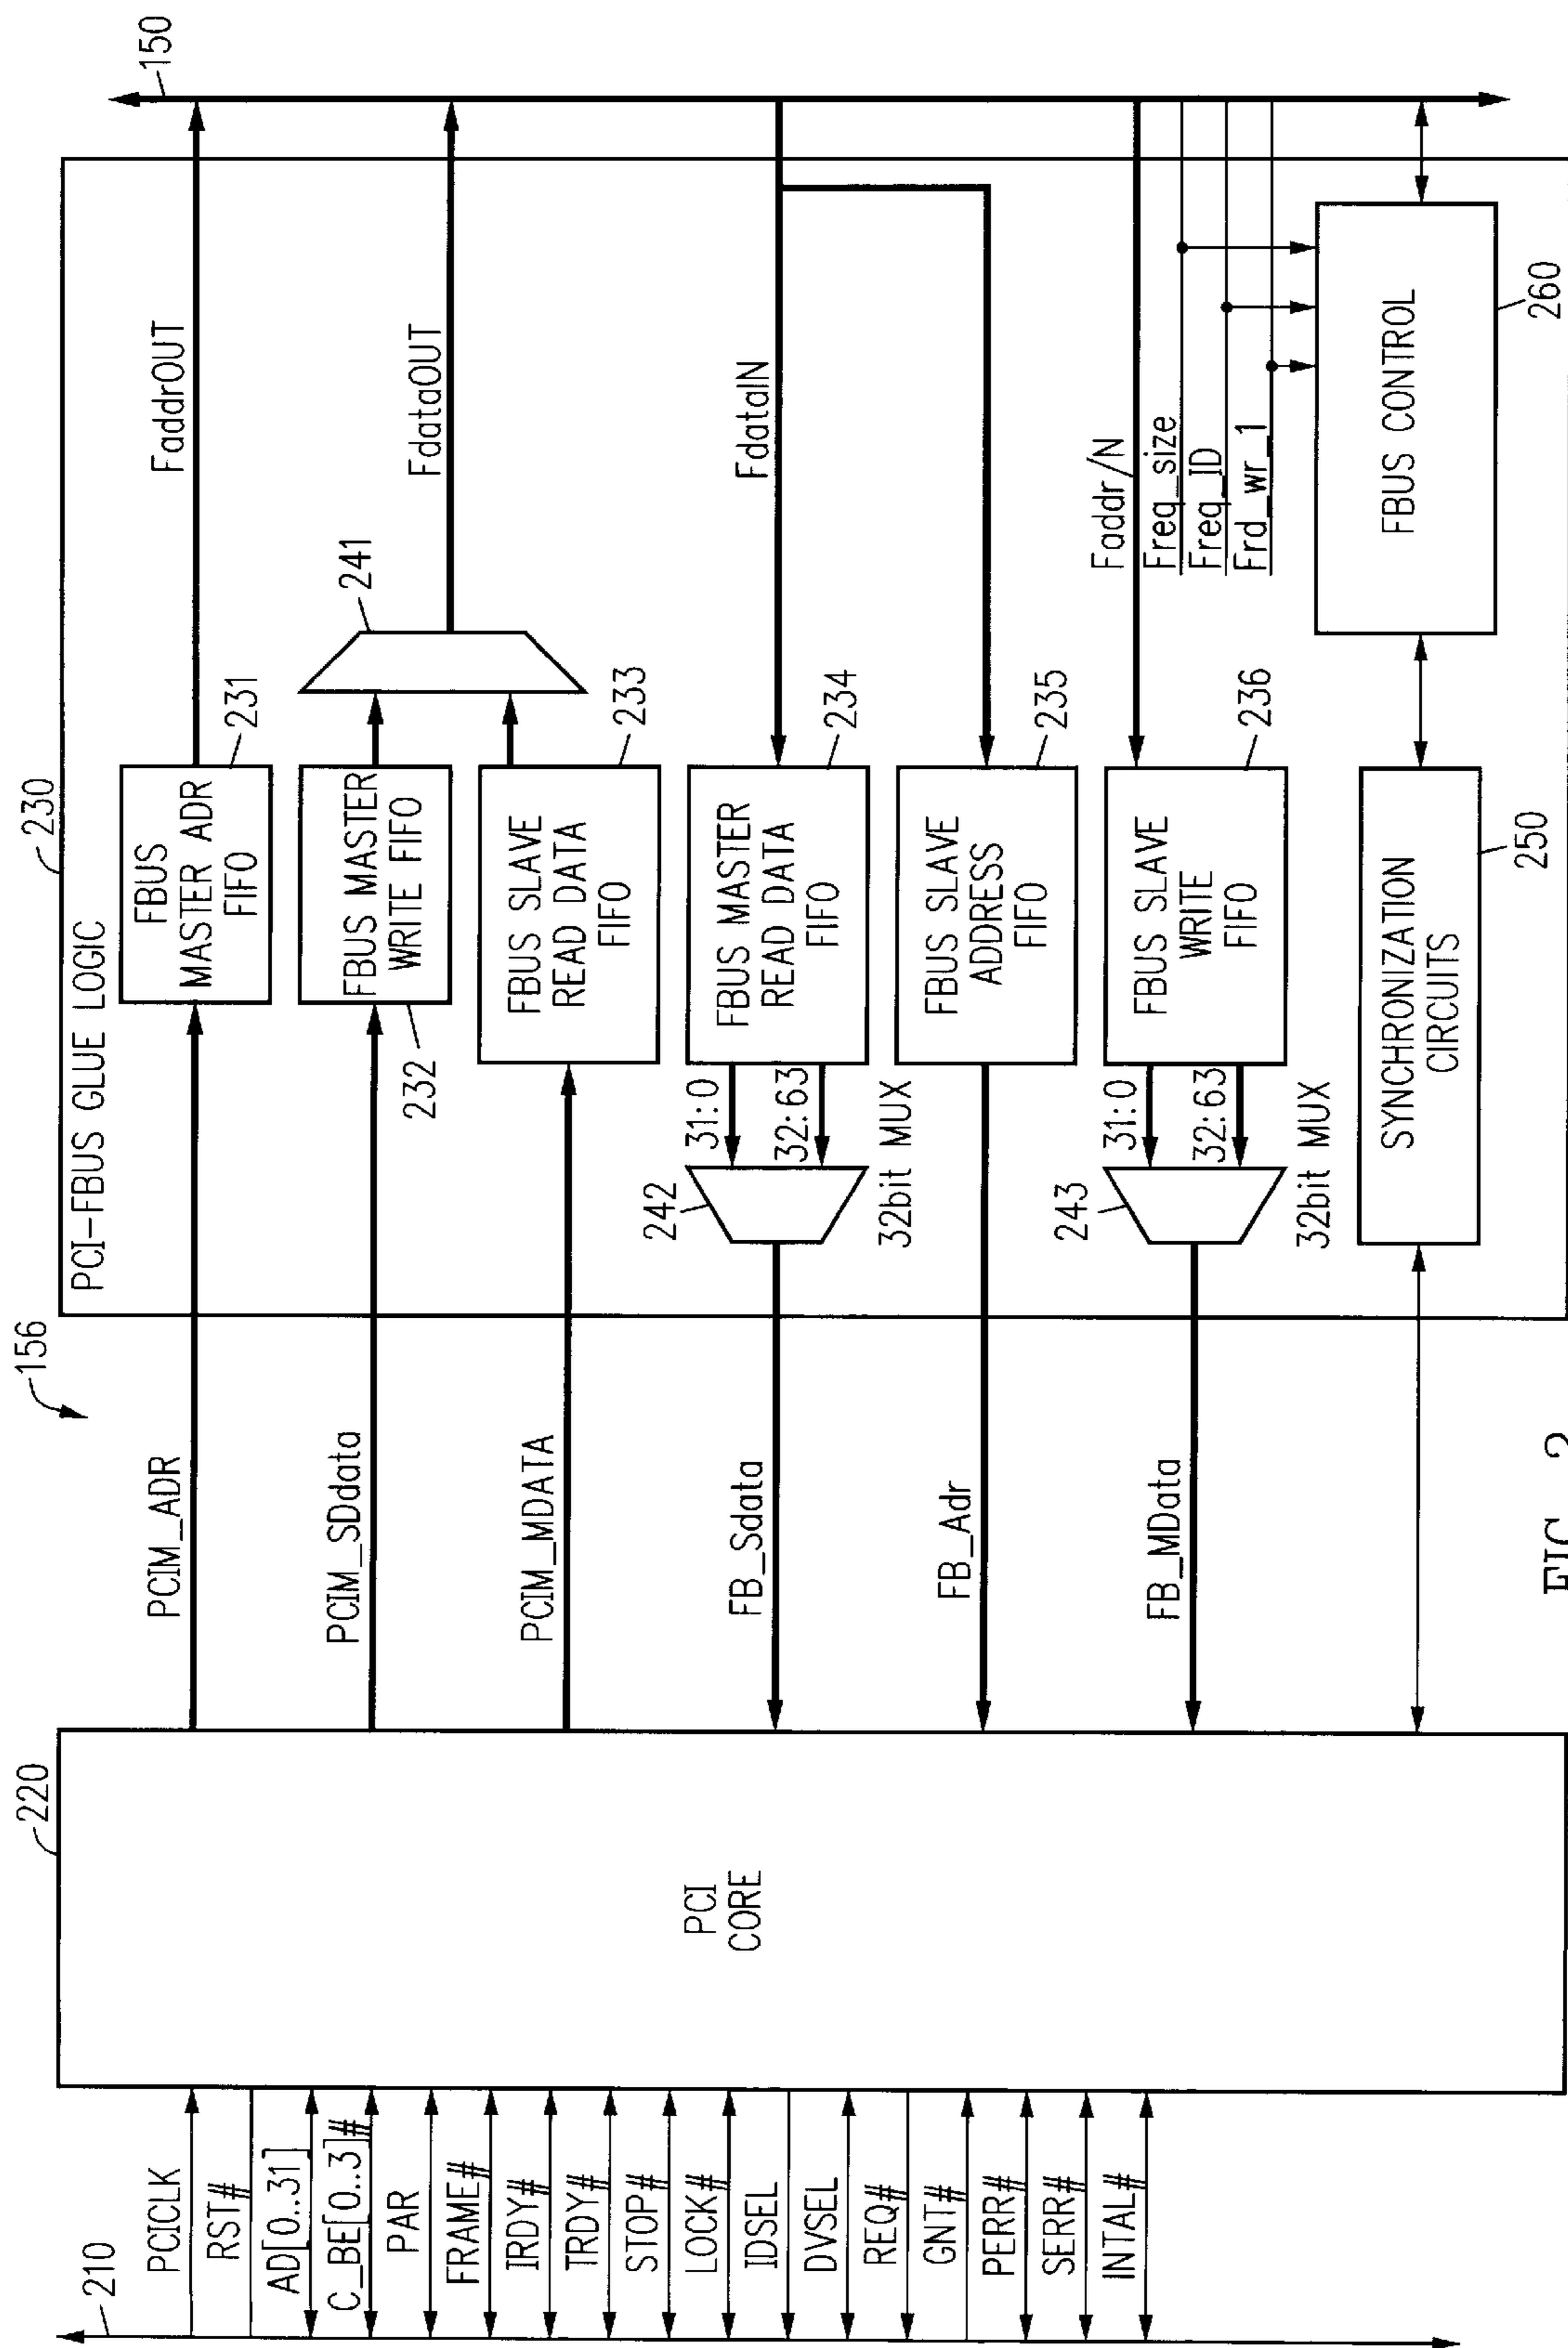 210
PCICLK
RST#
AD[0..31]
C_BE[0..3]#
PAR
FRAME#
IRDY#
TRDY#
STOP#
LOCK#
IDSEL
DVSEL
REQ#
GNT#
PERR#
SERR#
INTAL#
220
PCI
CORE
156
PCIM_ADR
PCIM_SDdata
PCIM_MDATA
FB_Sdata
FB_Adr
FB_MData
230
PCI-FBUS GLUE LOGIC
FBUS
MASTER ADR
FIFO
231
FBUS MASTER
WRITE FIFO
232
FBUS SLAVE
READ DATA
FIFO
233
241
242
31:0
32:63
32bit MUX
FBUS MASTER
READ DATA
FIFO
234
FBUS SLAVE
ADDRESS
FIFO
235
243
31:0
32:63
32bit MUX
FBUS SLAVE
WRITE
FIFO
236
SYNCHRONIZATION
CIRCUITS
250
FaddrOUT
FdataOUT
FdataIN
Faddr/N
Freq_size
Freq_ID
Frd_wr_1
FBUS CONTROL
260
150
FIG. 2